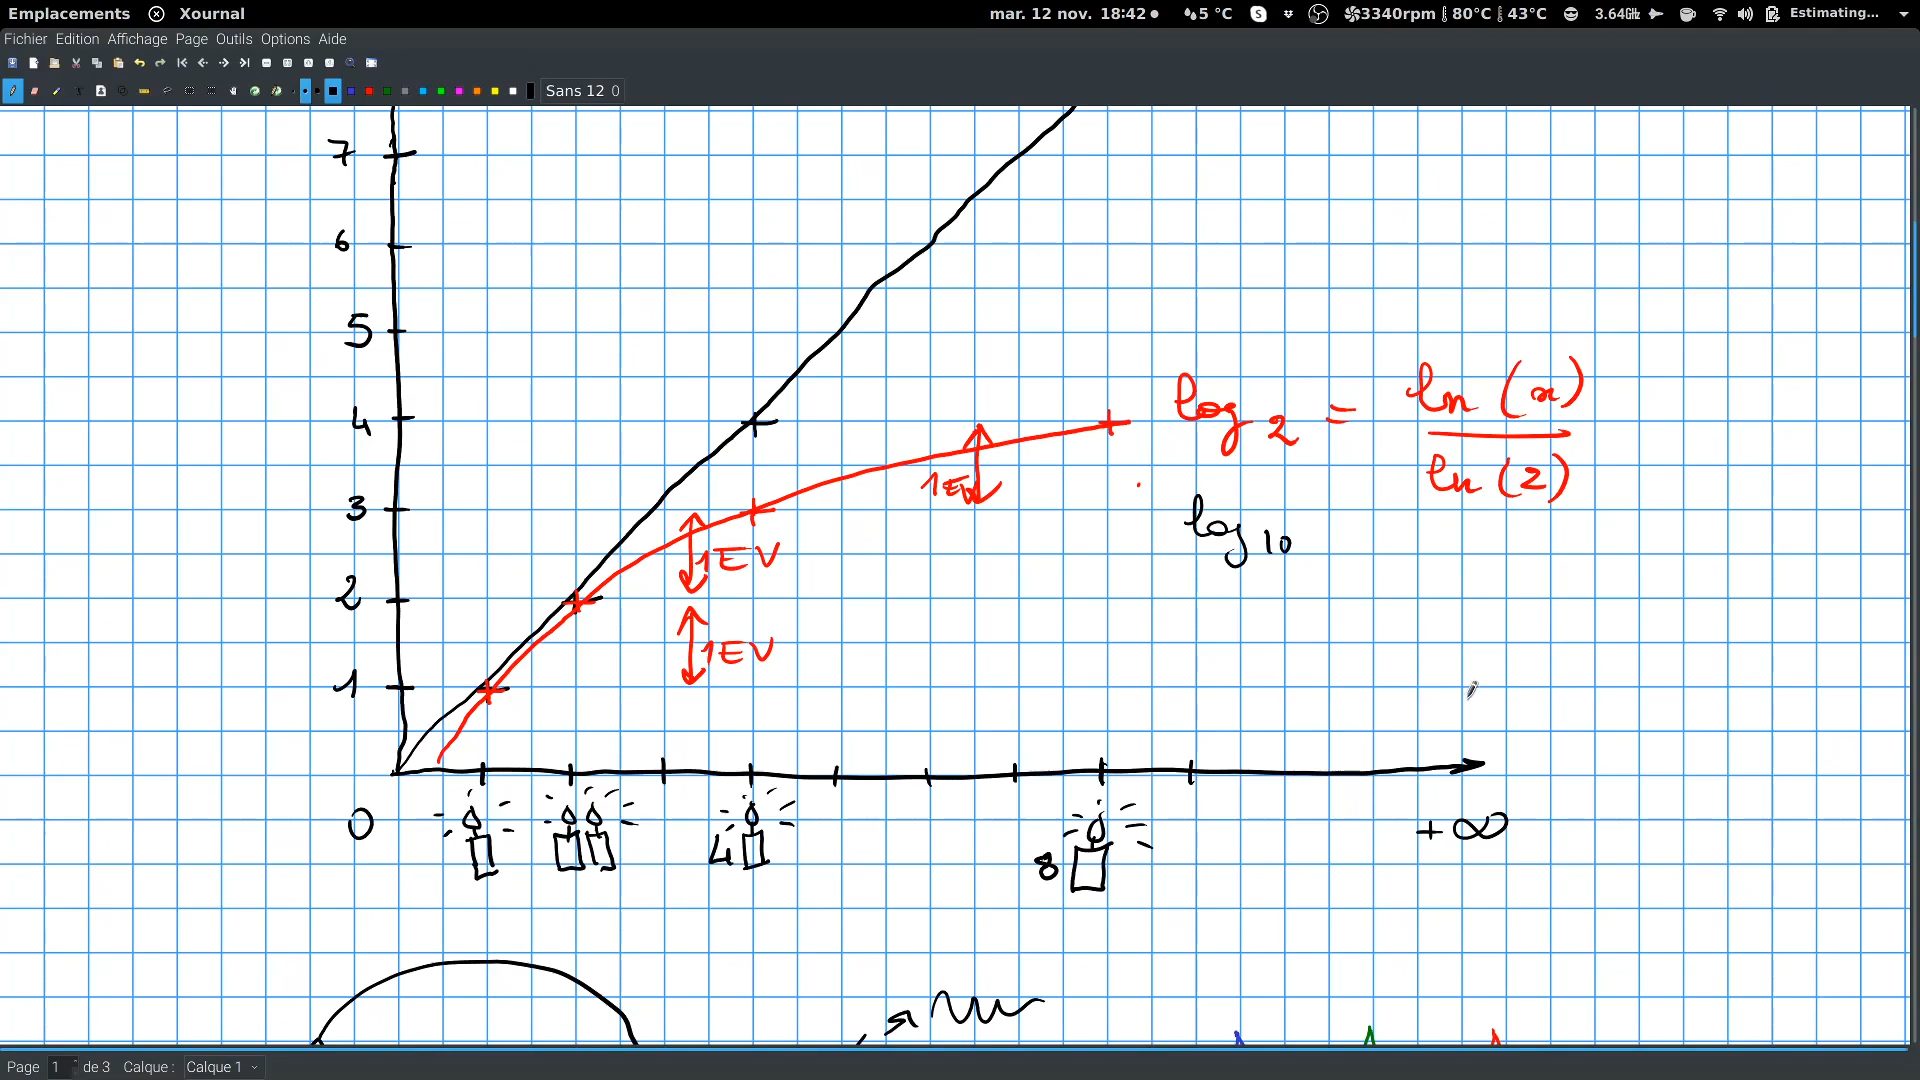 Emplacements Xournal mar. 12 nov. 18:42 5 °C 3340rpm 80°C 43°C 3.64GHz Estimating...
Fichier Edition Affichage Page Outils Options Aide
Sans 12 0
7
6
5
4
3
2
1
log 2 = ln (x)
ln (2)
log 10
1EV
1EV
1EV
0
4
8
+ ∞
Page 1 de 3 Calque : Calque 1